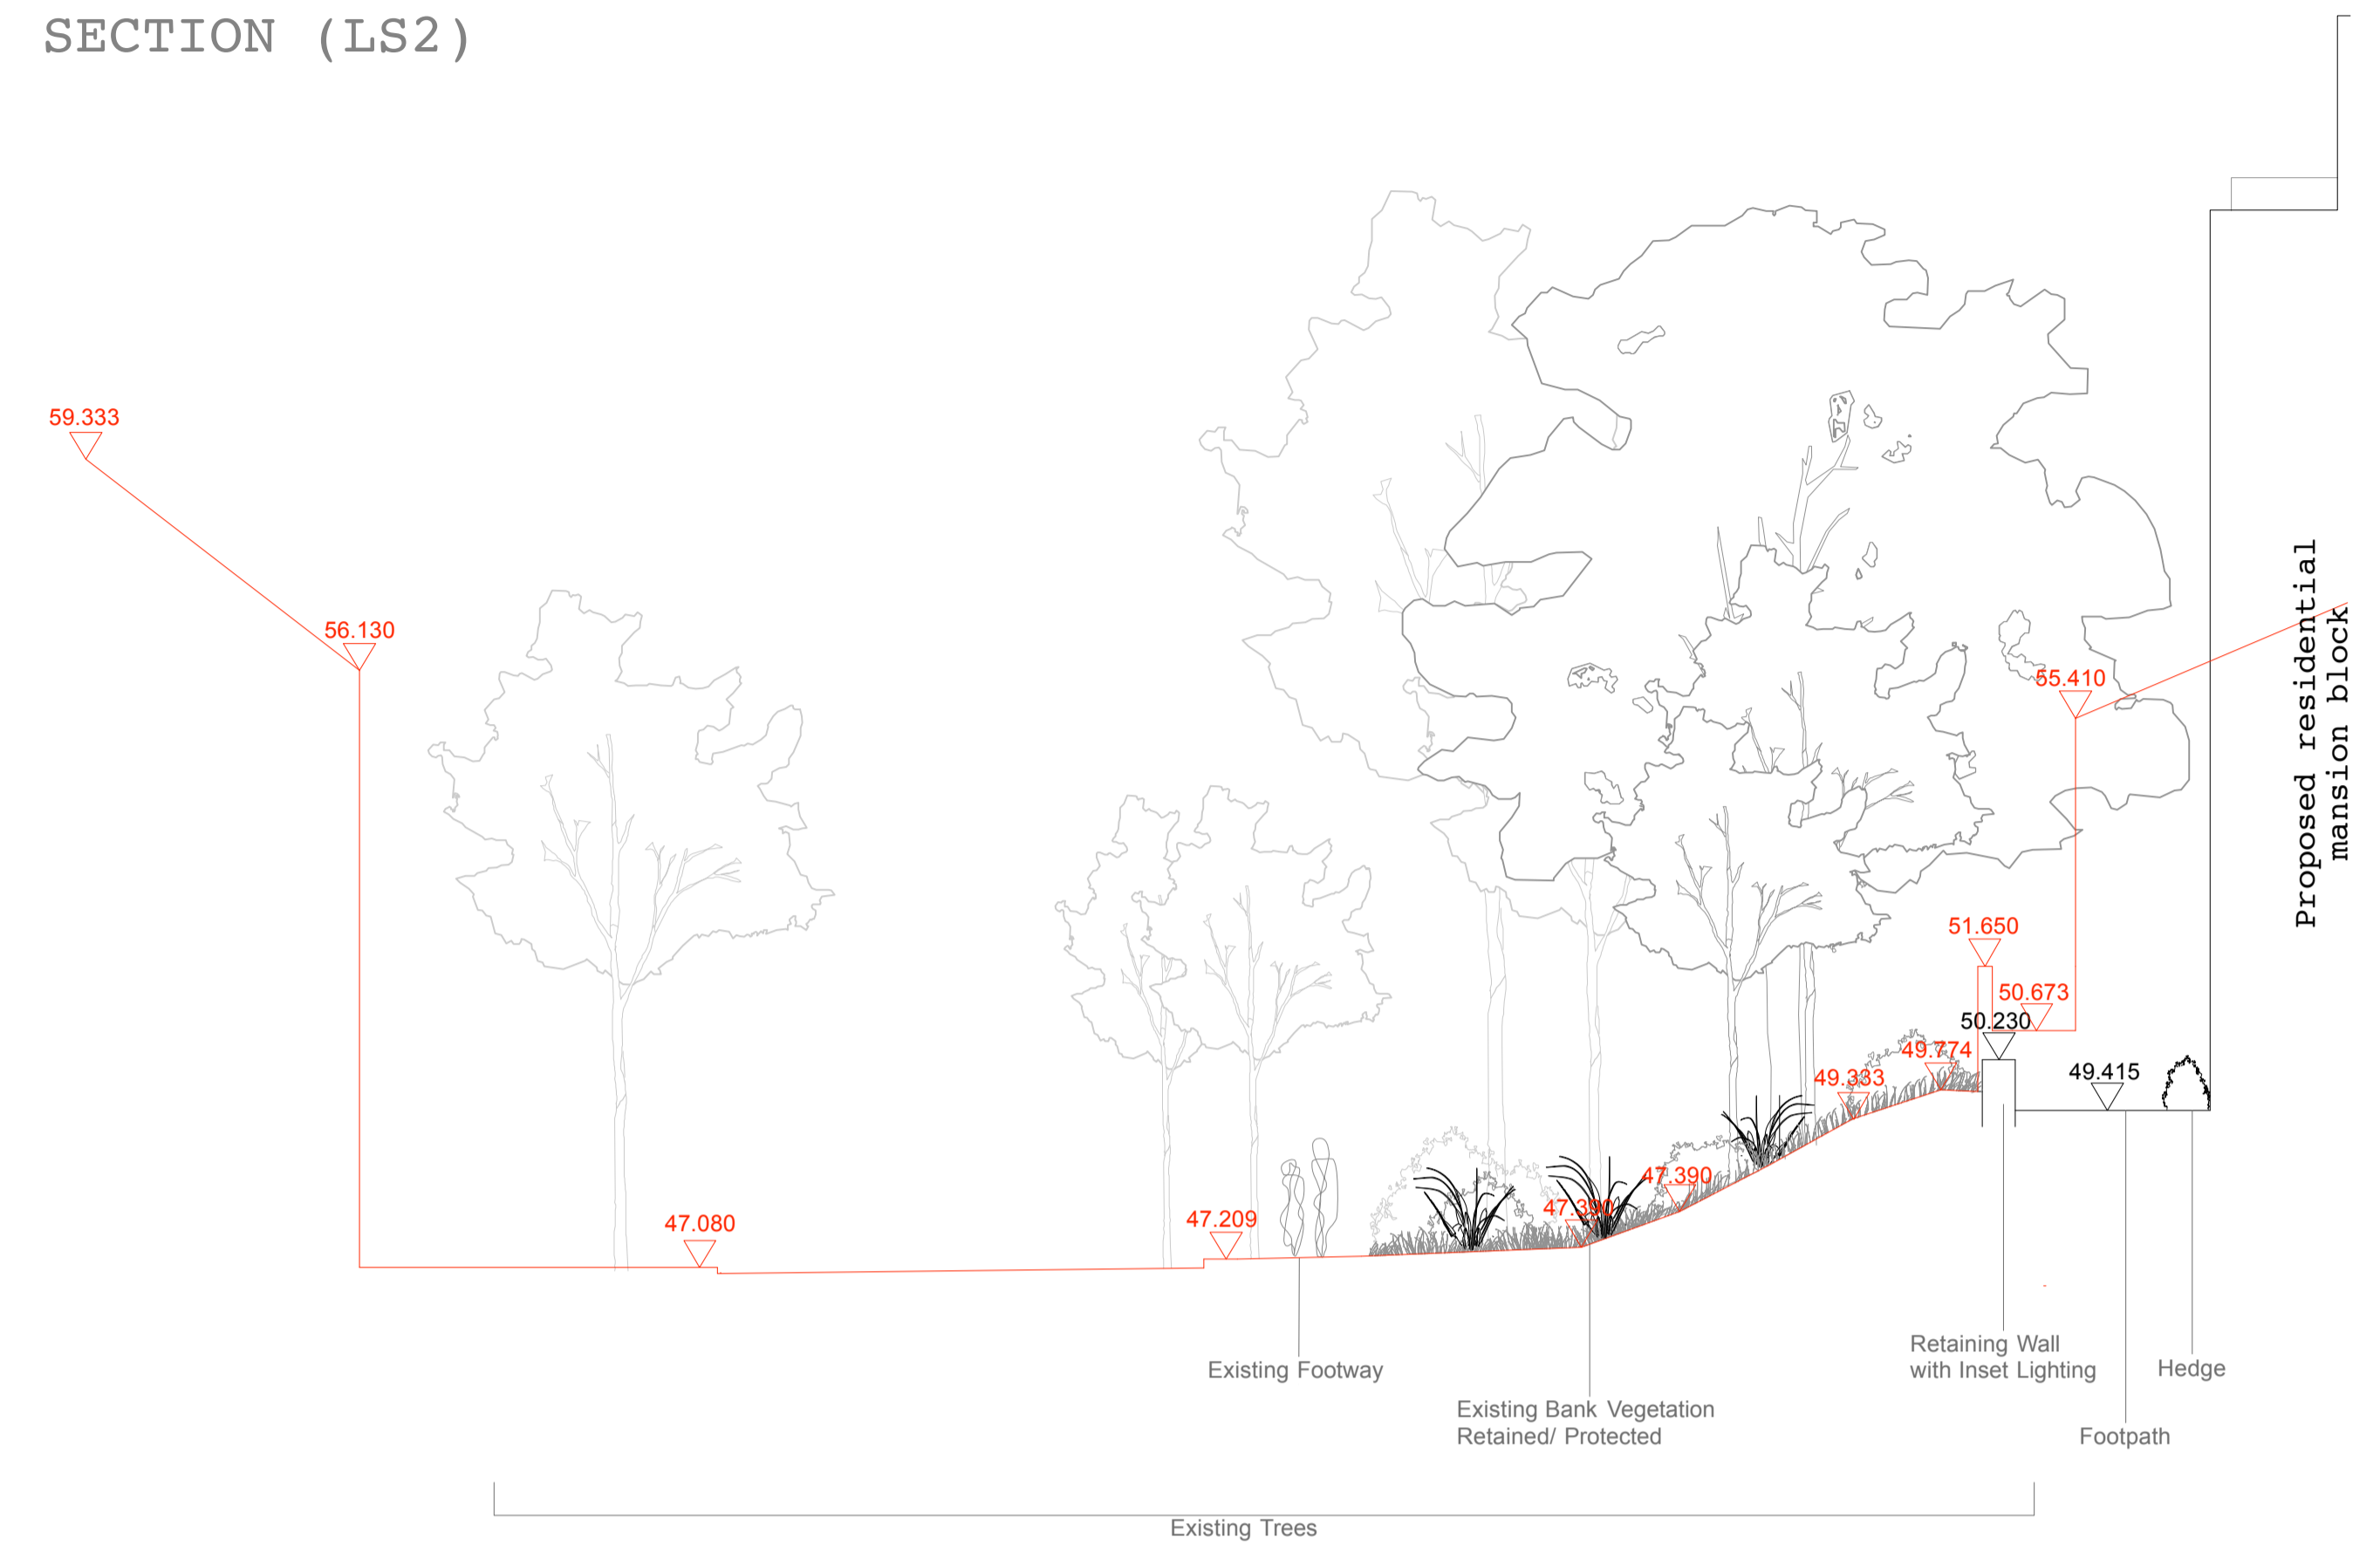 SECTION (LS2)
59.333
56.130
Proposed residential
mansion block
55.410
51.650
50.673
50.230
49.774
49.333
49.415
47.390
47.390
47.209
47.080
Retaining Wall
with Inset Lighting
Hedge
Existing Footway
Existing Bank Vegetation
Retained/ Protected
Footpath
Existing Trees